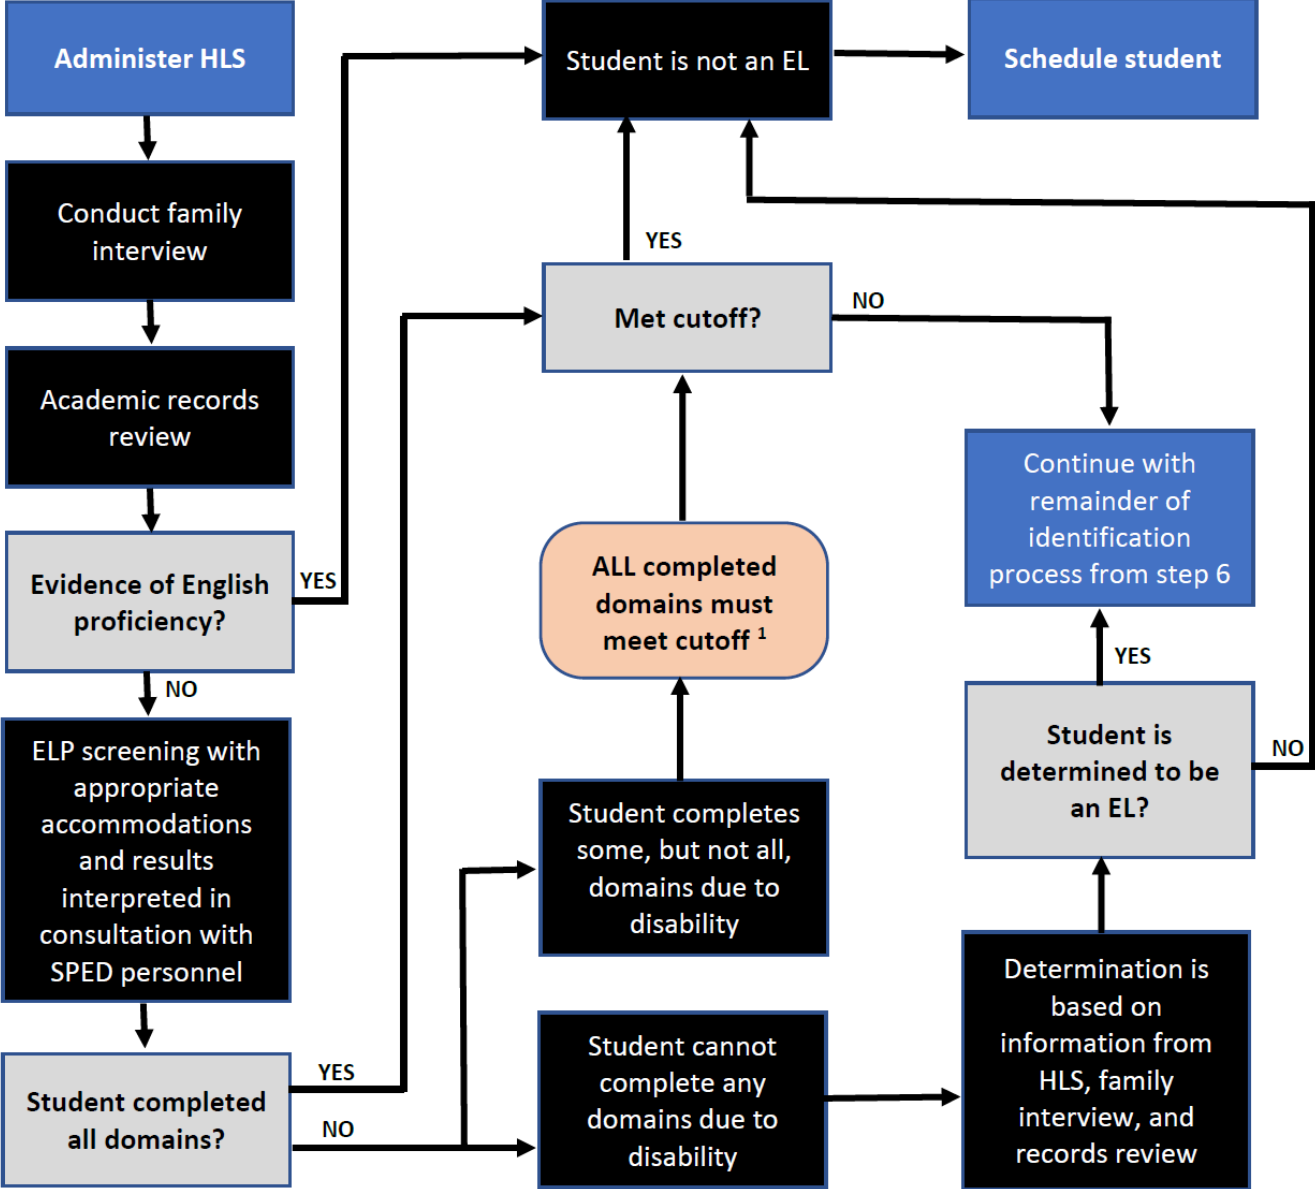 Administer HLS
Conduct family
interview
Academic records
review
Evidence of English
proficiency?
YES
NO
ELP screening with
appropriate
accommodations
and results
interpreted in
consultation with
SPED personnel
Student completed
all domains?
YES
NO
Student is not an EL
YES
Met cutoff?
NO
ALL completed
domains must
meet cutoff 1
Student completes
some, but not all,
domains due to
disability
Student cannot
complete any
domains due to
disability
Schedule student
Continue with
remainder of
identification
process from step 6
YES
Student is
determined to be
an EL?
NO
Determination is
based on
information from
HLS, family
interview, and
records review